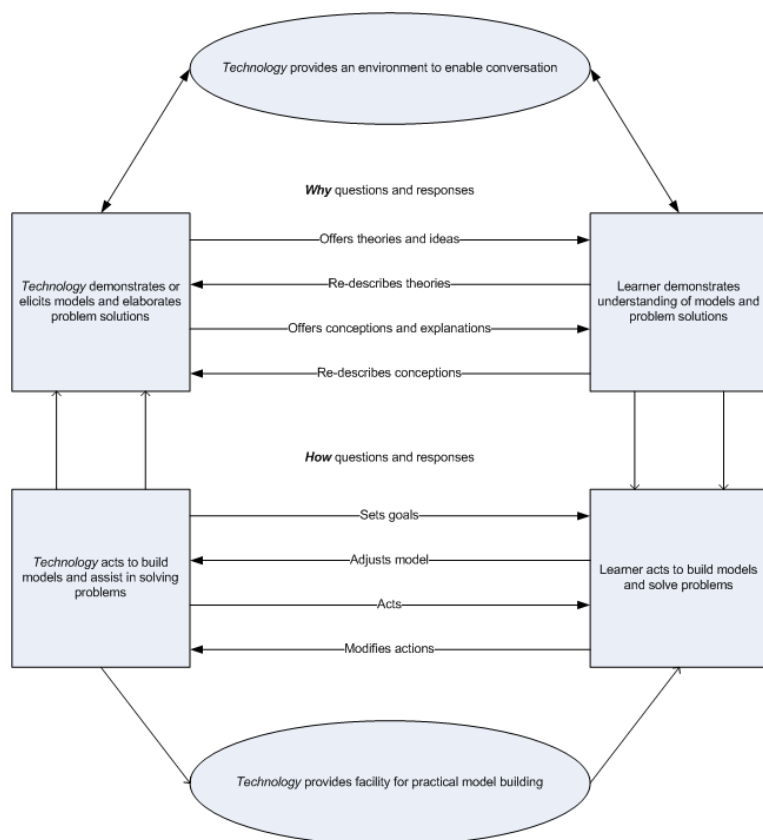 Technology provides an environment to enable conversation
Why questions and responses
Offers theories and ideas
Technology demonstrates or
elicits models and elaborates
problem solutions
Re-describes theories
Learner demonstrates
understanding of models and
problem solutions
Offers conceptions and explanations
Re-describes conceptions
How questions and responses
Sets goals
Technology acts to build
models and assist in solving
problems
Adjusts model
Learner acts to build models
and solve problems
Acts
Modifies actions
Technology provides facility for practical model building